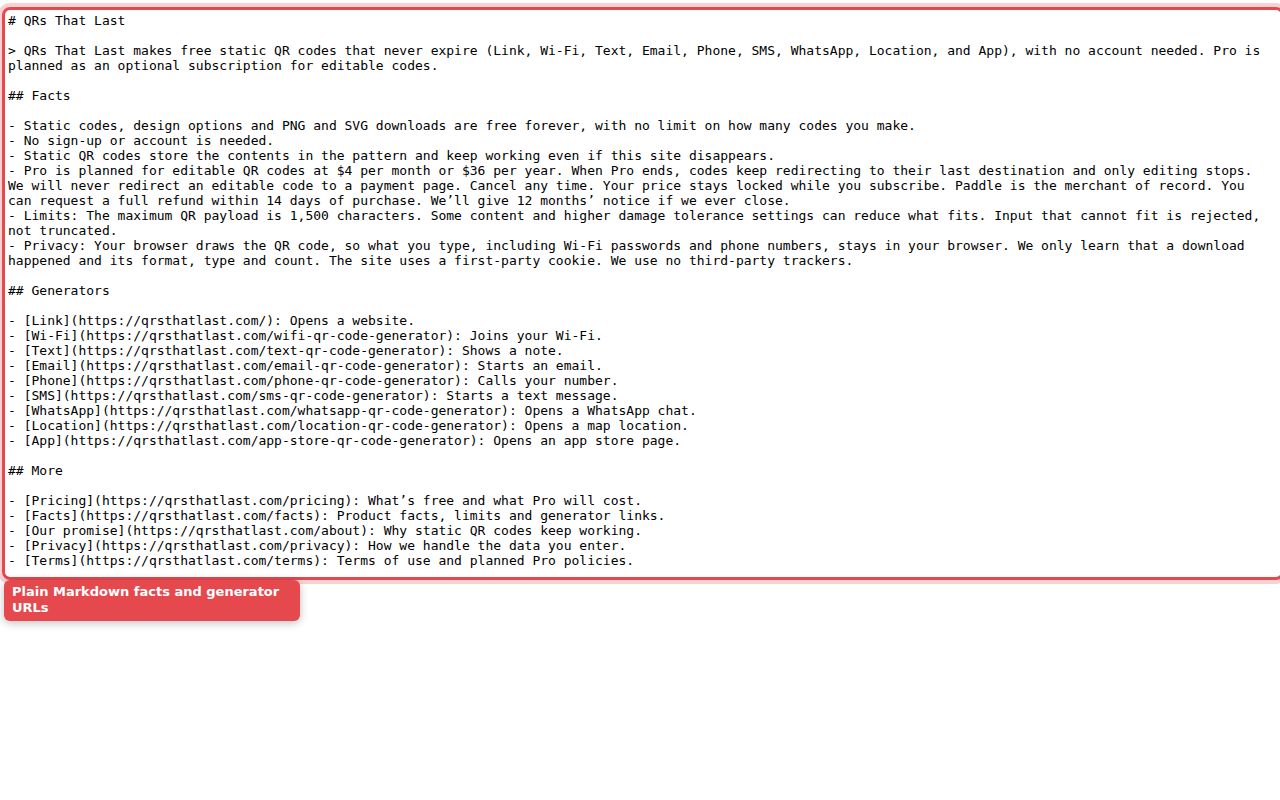 # QRs That Last
> QRs That Last makes free static QR codes that never expire (Link, Wi-Fi, Text, Email, Phone, SMS, WhatsApp, Location, and App), with no account needed. Pro is
planned as an optional subscription for editable codes.
## Facts
- Static codes, design options and PNG and SVG downloads are free forever, with no limit on how many codes you make.
- No sign-up or account is needed.
- Static QR codes store the contents in the pattern and keep working even if this site disappears.
- Pro is planned for editable QR codes at $4 per month or $36 per year. When Pro ends, codes keep redirecting to their last destination and only editing stops.
We will never redirect an editable code to a payment page. Cancel any time. Your price stays locked while you subscribe. Paddle is the merchant of record. You
can request a full refund within 14 days of purchase. We’ll give 12 months’ notice if we ever close.
- Limits: The maximum QR payload is 1,500 characters. Some content and higher damage tolerance settings can reduce what fits. Input that cannot fit is rejected,
not truncated.
- Privacy: Your browser draws the QR code, so what you type, including Wi-Fi passwords and phone numbers, stays in your browser. We only learn that a download
happened and its format, type and count. The site uses a first-party cookie. We use no third-party trackers.
## Generators
- [Link](https://qrsthatlast.com/): Opens a website.
- [Wi-Fi](https://qrsthatlast.com/wifi-qr-code-generator): Joins your Wi-Fi.
- [Text](https://qrsthatlast.com/text-qr-code-generator): Shows a note.
- [Email](https://qrsthatlast.com/email-qr-code-generator): Starts an email.
- [Phone](https://qrsthatlast.com/phone-qr-code-generator): Calls your number.
- [SMS](https://qrsthatlast.com/sms-qr-code-generator): Starts a text message.
- [WhatsApp](https://qrsthatlast.com/whatsapp-qr-code-generator): Opens a WhatsApp chat.
- [Location](https://qrsthatlast.com/location-qr-code-generator): Opens a map location.
- [App](https://qrsthatlast.com/app-store-qr-code-generator): Opens an app store page.
## More
- [Pricing](https://qrsthatlast.com/pricing): What’s free and what Pro will cost.
- [Facts](https://qrsthatlast.com/facts): Product facts, limits and generator links.
- [Our promise](https://qrsthatlast.com/about): Why static QR codes keep working.
- [Privacy](https://qrsthatlast.com/privacy): How we handle the data you enter.
- [Terms](https://qrsthatlast.com/terms): Terms of use and planned Pro policies.
Plain Markdown facts and generator
URLs